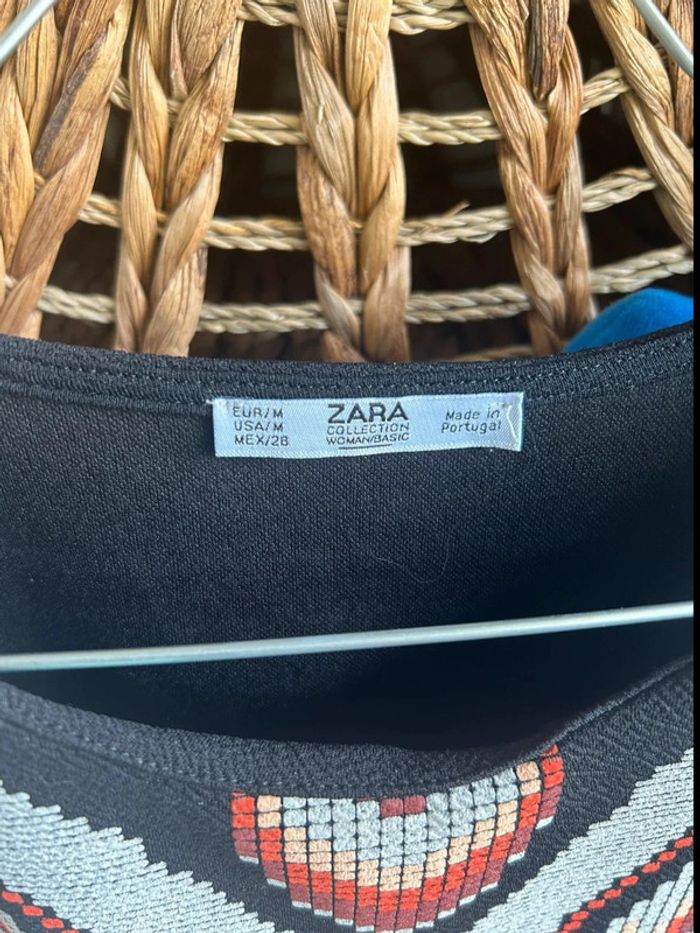 EUR/M
USA/M
MEX/28
ZARA
COLLECTION
WOMAN/BASIC
Made in
Portugal